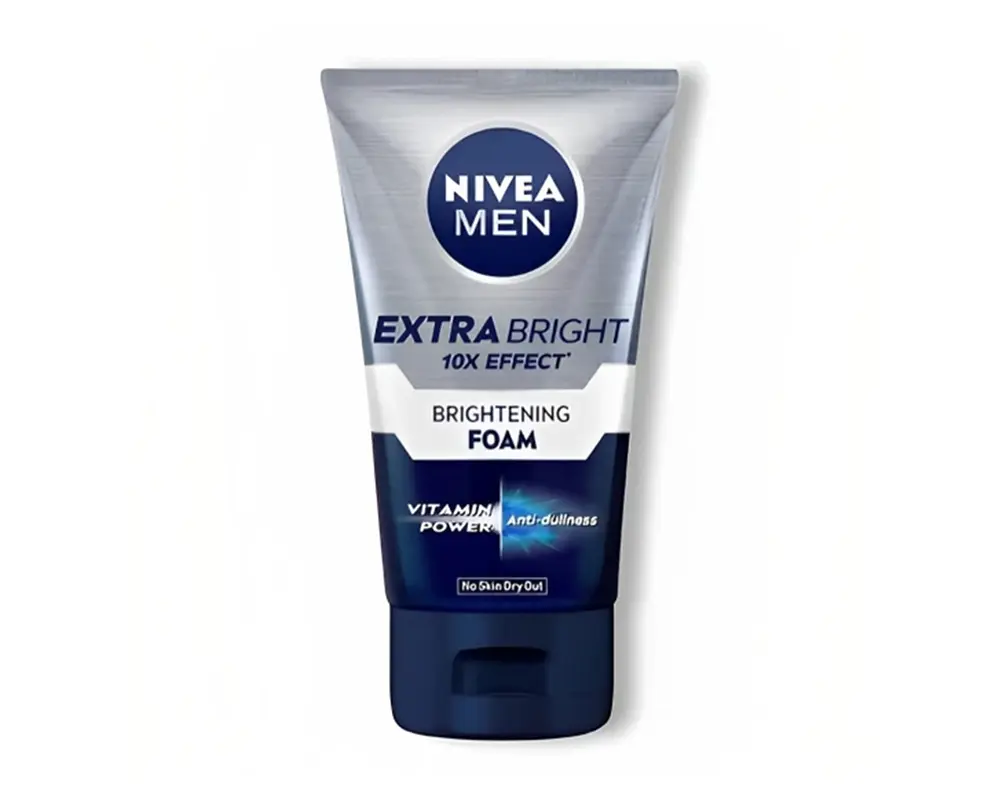 NIVEA
MEN
EXTRA BRIGHT
10X EFFECT*
BRIGHTENING
FOAM
VITAMIN
POWER
Anti-dullness
No Skin Dry Out